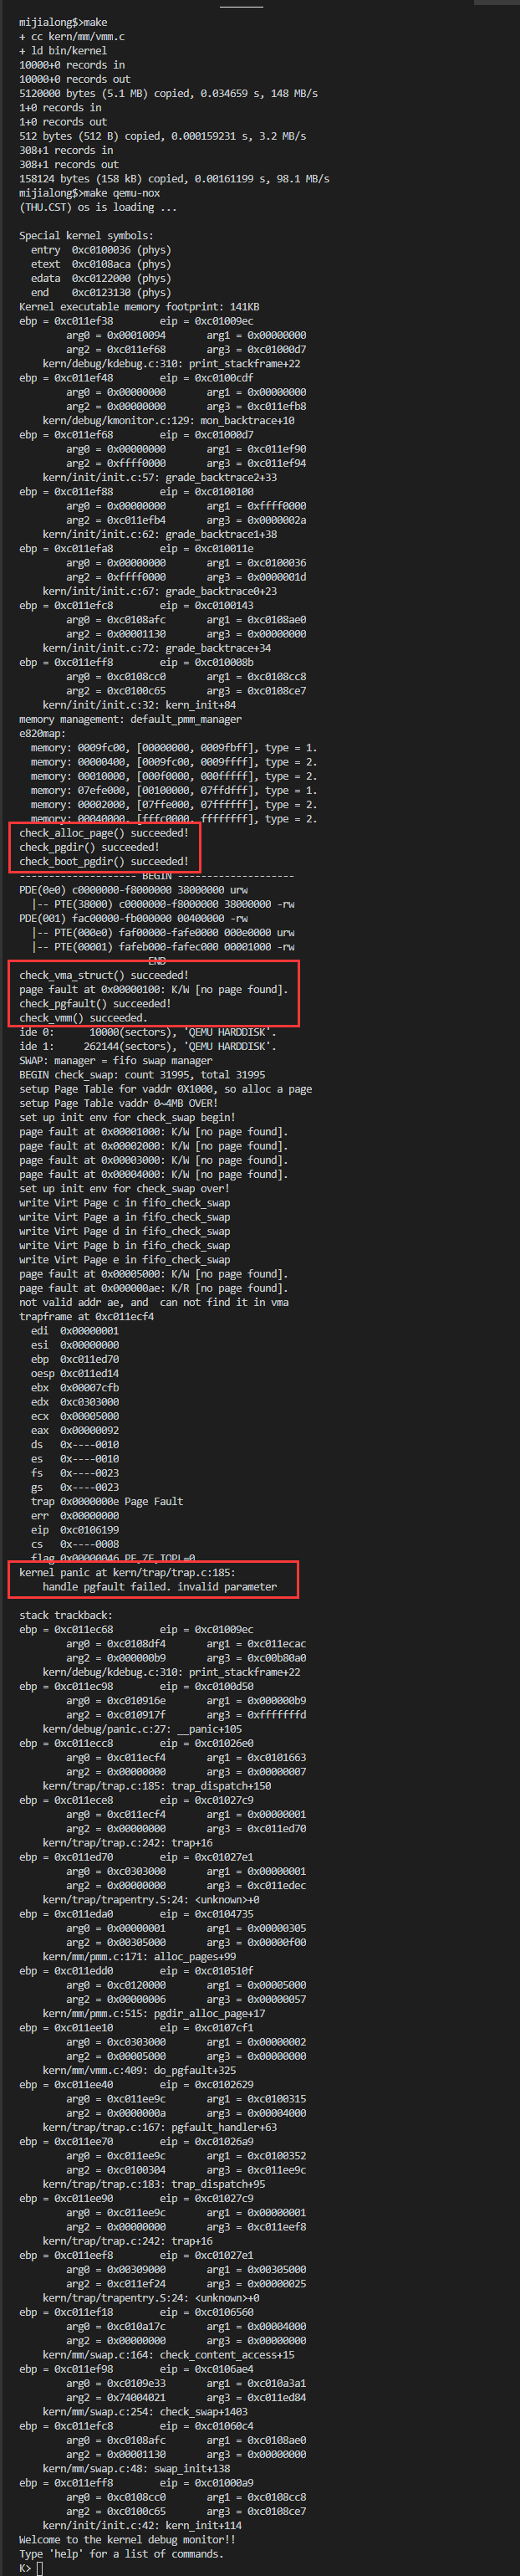 mijialong$>make
+ cc kern/mm/vmm.c
+ ld bin/kernel
10000+0 records in
10000+0 records out
5120000 bytes (5.1 MB) copied, 0.034659 s, 148 MB/s
1+0 records in
1+0 records out
512 bytes (512 B) copied, 0.000159231 s, 3.2 MB/s
308+1 records in
308+1 records out
158124 bytes (158 kB) copied, 0.00161199 s, 98.1 MB/s
mijialong$>make qemu-nox
(THU.CST) os is loading ...
Special kernel symbols:
entry 0xc0100036 (phys)
etext 0xc0108aca (phys)
edata 0xc0122000 (phys)
end 0xc0123130 (phys)
Kernel executable memory footprint: 141KB
ebp = 0xc011ef38 eip = 0xc01009ec
arg0 = 0x00010094 arg1 = 0x00000000
arg2 = 0xc011ef68 arg3 = 0xc01000d7
kern/debug/kdebug.c:310: print_stackframe+22
ebp = 0xc011ef48 eip = 0xc0100cdf
arg0 = 0x00000000 arg1 = 0x00000000
arg2 = 0x00000000 arg3 = 0xc011efb8
kern/debug/kmonitor.c:129: mon_backtrace+10
ebp = 0xc011ef68 eip = 0xc01000d7
arg0 = 0x00000000 arg1 = 0xc011ef90
arg2 = 0xffff0000 arg3 = 0xc011ef94
kern/init/init.c:57: grade_backtrace2+33
ebp = 0xc011ef88 eip = 0xc0100100
arg0 = 0x00000000 arg1 = 0xffff0000
arg2 = 0xc011efb4 arg3 = 0x0000002a
kern/init/init.c:62: grade_backtrace1+38
ebp = 0xc011efa8 eip = 0xc010011e
arg0 = 0x00000000 arg1 = 0xc0100036
arg2 = 0xffff0000 arg3 = 0x0000001d
kern/init/init.c:67: grade_backtrace0+23
ebp = 0xc011efc8 eip = 0xc0100143
arg0 = 0xc0108afc arg1 = 0xc0108ae0
arg2 = 0x00001130 arg3 = 0x00000000
kern/init/init.c:72: grade_backtrace+34
ebp = 0xc011eff8 eip = 0xc010008b
arg0 = 0xc0108cc0 arg1 = 0xc0108cc8
arg2 = 0xc0100c65 arg3 = 0xc0108ce7
kern/init/init.c:32: kern_init+84
memory management: default_pmm_manager
e820map:
memory: 0009fc00, [00000000, 0009fbff], type = 1.
memory: 00000400, [0009fc00, 0009ffff], type = 2.
memory: 00010000, [000f0000, 000fffff], type = 2.
memory: 07efe000, [00100000, 07ffdfff], type = 1.
memory: 00002000, [07ffe000, 07ffffff], type = 2.
memory: 00040000, [fffc0000, ffffffff], type = 2.
check_alloc_page() succeeded!
check_pgdir() succeeded!
check_boot_pgdir() succeeded!
-------------------- BEGIN --------------------
PDE(0e0) c0000000-f8000000 38000000 urw
|-- PTE(38000) c0000000-f8000000 38000000 -rw
PDE(001) fac00000-fb000000 00400000 -rw
|-- PTE(000e0) faf00000-fafe0000 000e0000 urw
|-- PTE(00001) fafeb000-fafec000 00001000 -rw
END
check_vma_struct() succeeded!
page fault at 0x00000100: K/W [no page found].
check_pgfault() succeeded!
check_vmm() succeeded.
ide 0: 10000(sectors), 'QEMU HARDDISK'.
ide 1: 262144(sectors), 'QEMU HARDDISK'.
SWAP: manager = fifo swap manager
BEGIN check_swap: count 31995, total 31995
setup Page Table for vaddr 0X1000, so alloc a page
setup Page Table vaddr 0~4MB OVER!
set up init env for check_swap begin!
page fault at 0x00001000: K/W [no page found].
page fault at 0x00002000: K/W [no page found].
page fault at 0x00003000: K/W [no page found].
page fault at 0x00004000: K/W [no page found].
set up init env for check_swap over!
write Virt Page c in fifo_check_swap
write Virt Page a in fifo_check_swap
write Virt Page d in fifo_check_swap
write Virt Page b in fifo_check_swap
write Virt Page e in fifo_check_swap
page fault at 0x00005000: K/W [no page found].
page fault at 0x000000ae: K/R [no page found].
not valid addr ae, and can not find it in vma
trapframe at 0xc011ecf4
edi 0x00000001
esi 0x00000000
ebp 0xc011ed70
oesp 0xc011ed14
ebx 0x00007cfb
edx 0xc0303000
ecx 0x00005000
eax 0x00000092
ds 0x----0010
es 0x----0010
fs 0x----0023
gs 0x----0023
trap 0x0000000e Page Fault
err 0x00000000
eip 0xc0106199
cs 0x----0008
flag 0x00000046 PF,ZF,IOPL=0
kernel panic at kern/trap/trap.c:185:
handle pgfault failed. invalid parameter
stack trackback:
ebp = 0xc011ec68 eip = 0xc01009ec
arg0 = 0xc0108df4 arg1 = 0xc011ecac
arg2 = 0x000000b9 arg3 = 0xc00b80a0
kern/debug/kdebug.c:310: print_stackframe+22
ebp = 0xc011ec98 eip = 0xc0100d50
arg0 = 0xc010916e arg1 = 0x000000b9
arg2 = 0xc010917f arg3 = 0xfffffffd
kern/debug/panic.c:27: __panic+105
ebp = 0xc011ecc8 eip = 0xc01026e0
arg0 = 0xc011ecf4 arg1 = 0xc0101663
arg2 = 0x00000000 arg3 = 0x00000007
kern/trap/trap.c:185: trap_dispatch+150
ebp = 0xc011ece8 eip = 0xc01027c9
arg0 = 0xc011ecf4 arg1 = 0x00000001
arg2 = 0x00000000 arg3 = 0xc011ed70
kern/trap/trap.c:242: trap+16
ebp = 0xc011ed70 eip = 0xc01027e1
arg0 = 0xc0303000 arg1 = 0x00000001
arg2 = 0x00000000 arg3 = 0xc011edec
kern/trap/trapentry.S:24: <unknown>+0
ebp = 0xc011eda0 eip = 0xc0104735
arg0 = 0x00000001 arg1 = 0x00000305
arg2 = 0x00305000 arg3 = 0x00000f00
kern/mm/pmm.c:171: alloc_pages+99
ebp = 0xc011edd0 eip = 0xc010510f
arg0 = 0xc0120000 arg1 = 0x00005000
arg2 = 0x00000006 arg3 = 0x00000057
kern/mm/pmm.c:515: pgdir_alloc_page+17
ebp = 0xc011ee10 eip = 0xc0107cf1
arg0 = 0xc0303000 arg1 = 0x00000002
arg2 = 0x00005000 arg3 = 0x00000000
kern/mm/vmm.c:409: do_pgfault+325
ebp = 0xc011ee40 eip = 0xc0102629
arg0 = 0xc011ee9c arg1 = 0xc0100315
arg2 = 0x0000000a arg3 = 0x00004000
kern/trap/trap.c:167: pgfault_handler+63
ebp = 0xc011ee70 eip = 0xc01026a9
arg0 = 0xc011ee9c arg1 = 0xc0100352
arg2 = 0xc0100304 arg3 = 0xc011ee9c
kern/trap/trap.c:183: trap_dispatch+95
ebp = 0xc011ee90 eip = 0xc01027c9
arg0 = 0xc011ee9c arg1 = 0x00000001
arg2 = 0x00000000 arg3 = 0xc011eef8
kern/trap/trap.c:242: trap+16
ebp = 0xc011eef8 eip = 0xc01027e1
arg0 = 0x00309000 arg1 = 0x00305000
arg2 = 0xc011ef24 arg3 = 0x00000025
kern/trap/trapentry.S:24: <unknown>+0
ebp = 0xc011ef18 eip = 0xc0106560
arg0 = 0xc010a17c arg1 = 0x00004000
arg2 = 0x00000000 arg3 = 0x00000000
kern/mm/swap.c:164: check_content_access+15
ebp = 0xc011ef98 eip = 0xc0106ae4
arg0 = 0xc0109e33 arg1 = 0xc010a3a1
arg2 = 0x74004021 arg3 = 0xc011ed84
kern/mm/swap.c:254: check_swap+1403
ebp = 0xc011efc8 eip = 0xc01060c4
arg0 = 0xc0108afc arg1 = 0xc0108ae0
arg2 = 0x00001130 arg3 = 0x00000000
kern/mm/swap.c:48: swap_init+138
ebp = 0xc011eff8 eip = 0xc01000a9
arg0 = 0xc0108cc0 arg1 = 0xc0108cc8
arg2 = 0xc0100c65 arg3 = 0xc0108ce7
kern/init/init.c:42: kern_init+114
Welcome to the kernel debug monitor!!
Type 'help' for a list of commands.
K>